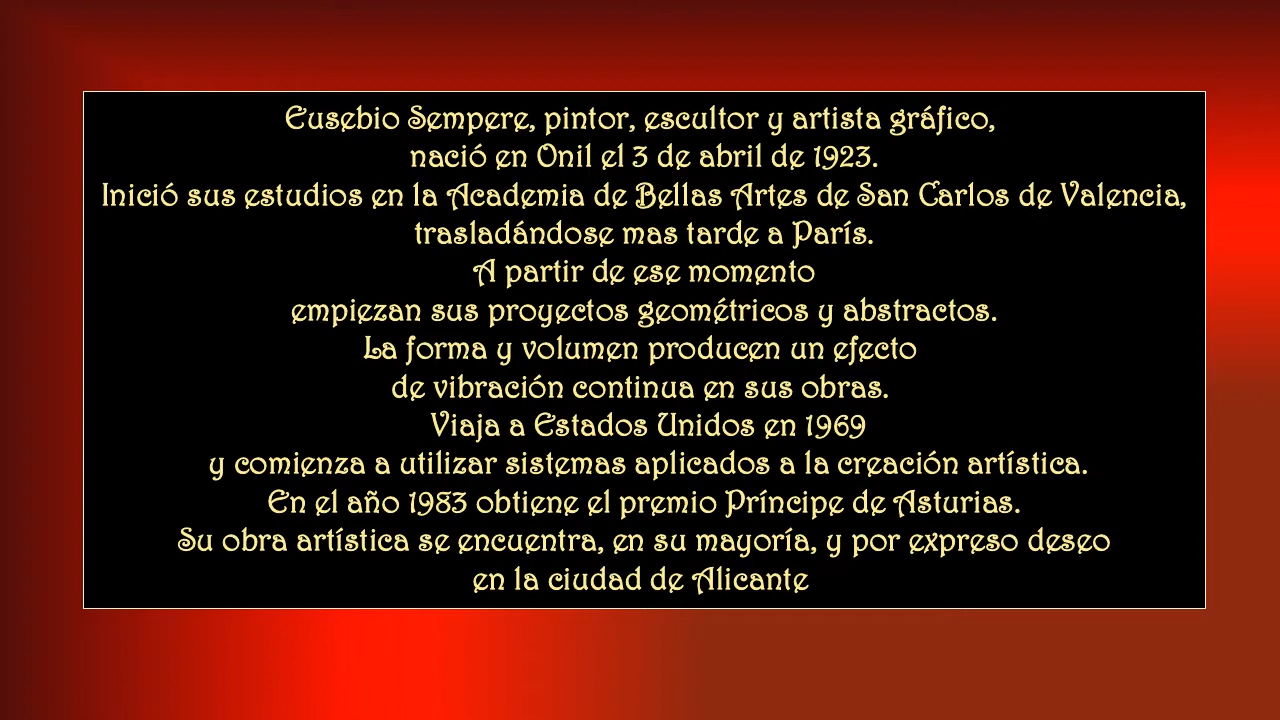 Eusebio Sempere, pintor, escultor y artista gráfico,
nació en Onil el 3 de abril de 1923.
Inició sus estudios en la Academia de Bellas Artes de San Carlos de Valencia,
trasladándose mas tarde a París.
A partir de ese momento
empiezan sus proyectos geométricos y abstractos.
La forma y volumen producen un efecto
de vibración continua en sus obras.
Viaja a Estados Unidos en 1969
y comienza a utilizar sistemas aplicados a la creación artística.
En el año 1983 obtiene el premio Príncipe de Asturias.
Su obra artística se encuentra, en su mayoría, y por expreso deseo
en la ciudad de Alicante